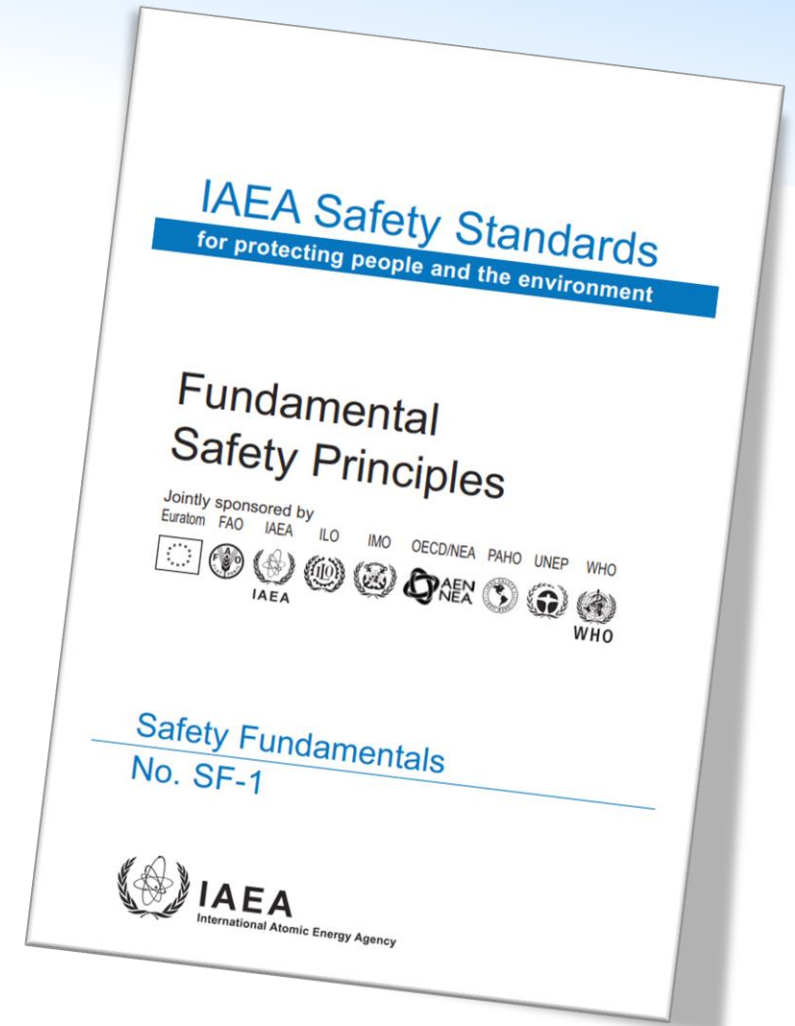 IAEA Safety Standards
for protecting people and the environment
Fundamental
Safety Principles
Jointly sponsored by
Euratom FAO IAEA ILO IMO OECD/NEA PAHO UNEP WHO
FAO
ILO
AEN
NEA
IAEA
WHO
Safety Fundamentals
No. SF-1
IAEA
International Atomic Energy Agency